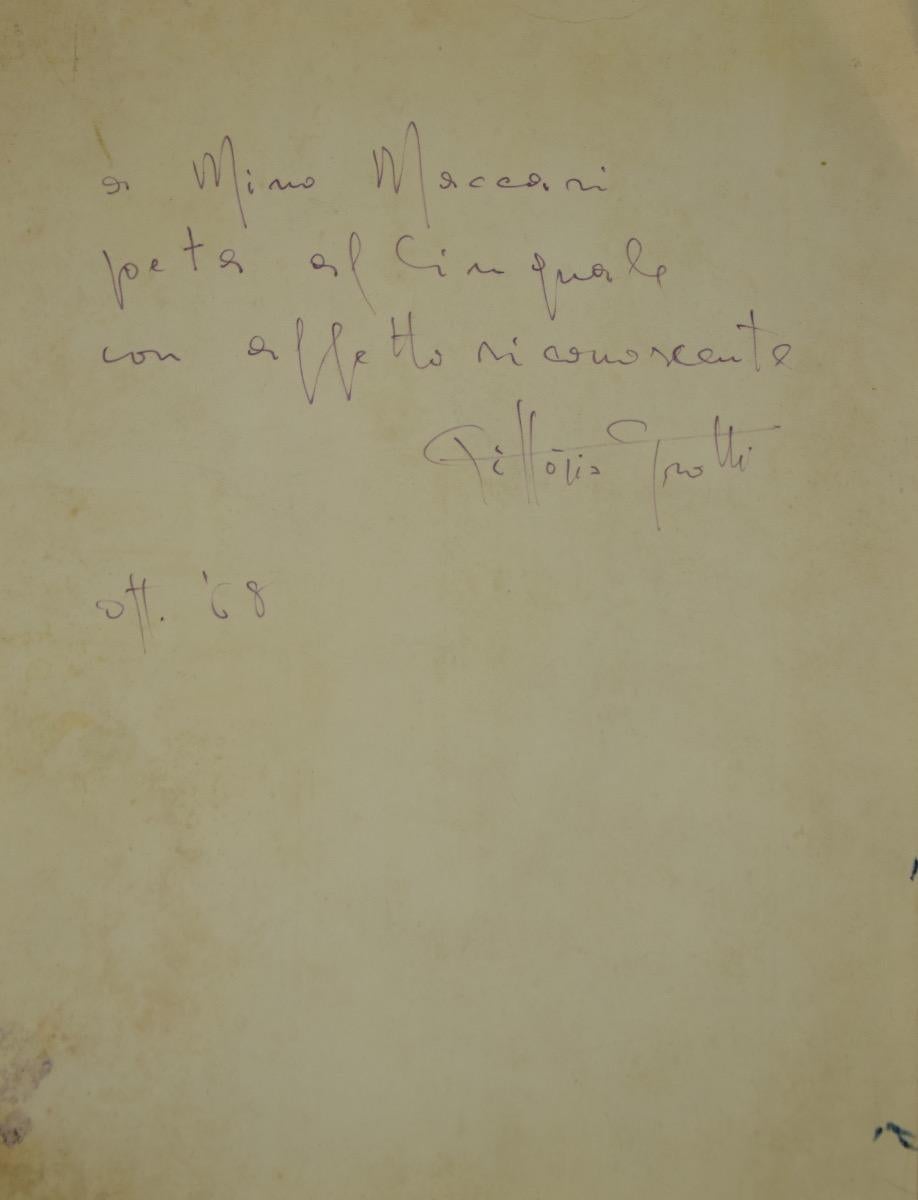 a Mino Maccari
poeta al Cinquale
con affetto riconoscente
Vittorio Grotti
ott. '68